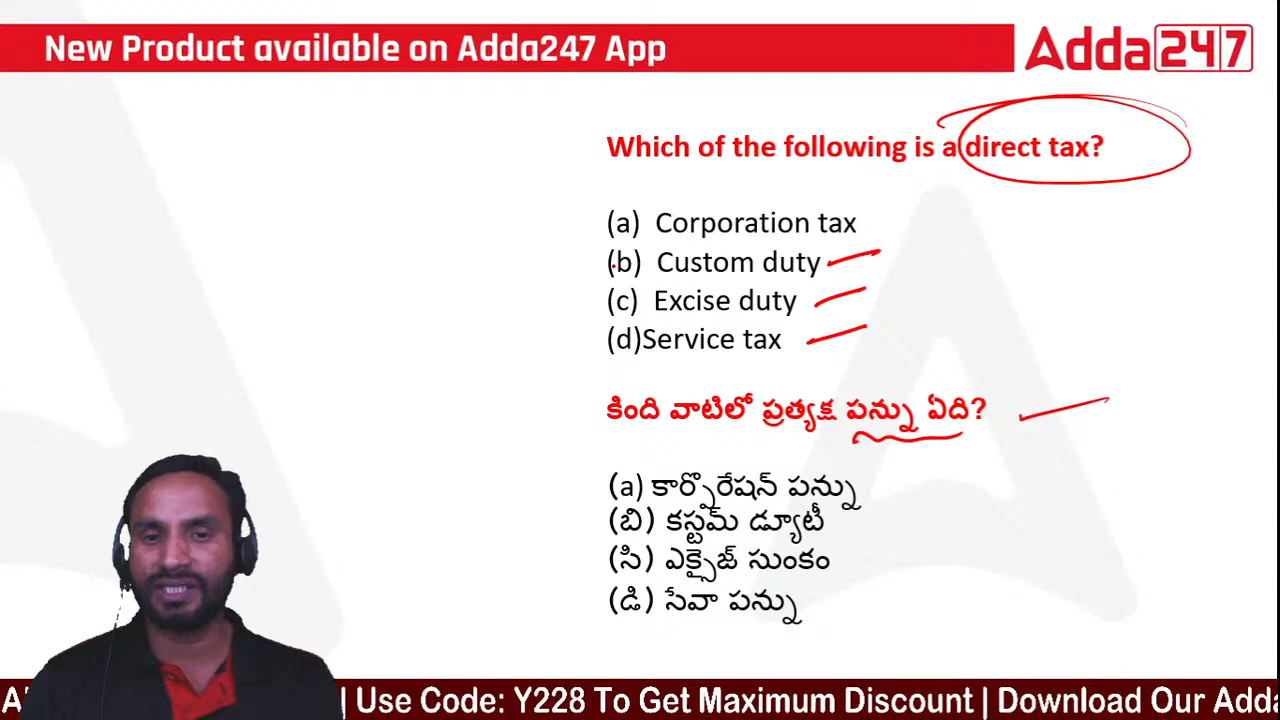 New Product available on Adda247 App
Adda247
Which of the following is a direct tax?
(a) Corporation tax
(b) Custom duty
(c) Excise duty
(d)Service tax
కింది వాటిలో ప్రత్యక్ష పన్ను ఏది?
(a) కార్పొరేషన్ పన్ను
(బి) కస్టమ్ డ్యూటీ
(సి) ఎక్సైజ్ సుంకం
(డి) సేవా పన్ను
| Use Code: Y228 To Get Maximum Discount | Download Our Adda